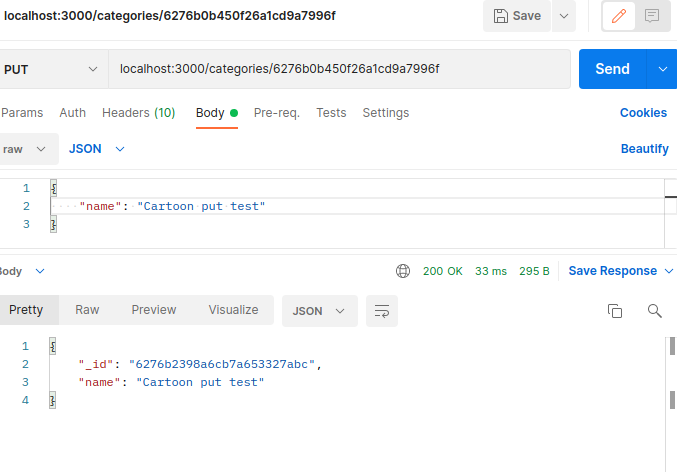 localhost:3000/categories/6276b0b450f26a1cd9a7996f Save
PUT localhost:3000/categories/6276b0b450f26a1cd9a7996f Send
Params Auth Headers (10) Body Pre-req. Tests Settings Cookies
raw JSON Beautify
1 {
2 "name": "Cartoon put test"
3 }
Body 200 OK 33 ms 295 B Save Response
Pretty Raw Preview Visualize JSON
1 {
2 "_id": "6276b2398a6cb7a653327abc",
3 "name": "Cartoon put test"
4 }